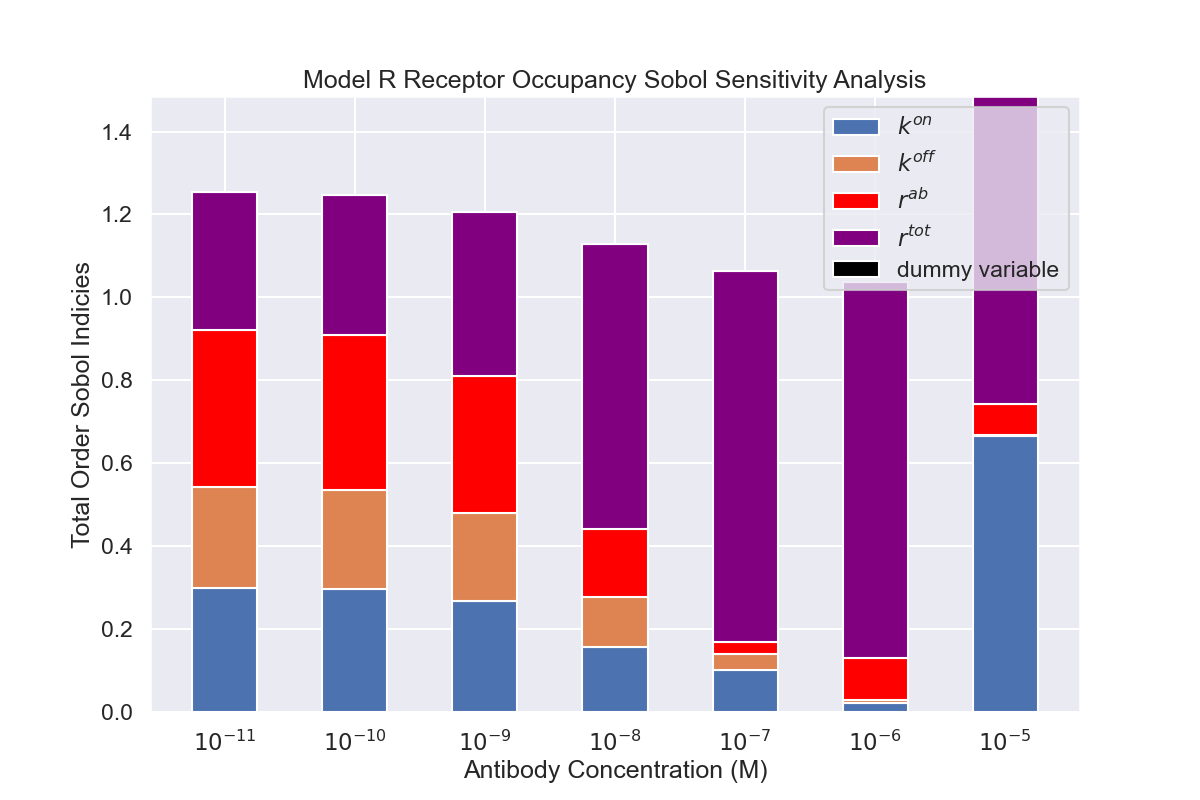 Model R Receptor Occupancy Sobol Sensitivity Analysis
Total Order Sobol Indicies
1.4
1.2
1.0
0.8
0.6
0.4
0.2
0.0
k^on
k^off
r^ab
r^tot
dummy variable
10^−11 10^−10 10^−9 10^−8 10^−7 10^−6 10^−5
Antibody Concentration (M)